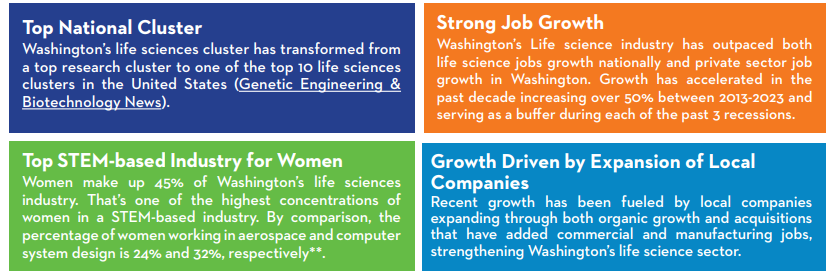 Top National Cluster
Washington's life sciences cluster has transformed from
a top research cluster to one of the top 10 life sciences
clusters in the United States (Genetic Engineering &
Biotechnology News).
Strong Job Growth
Washington's Life science industry has outpaced both
life science jobs growth nationally and private sector job
growth in Washington. Growth has accelerated in the
past decade increasing over 50% between 2013-2023 and
serving as a buffer during each of the past 3 recessions.
Top STEM-based Industry for Women
Women make up 45% of Washington's life sciences
industry. That's one of the highest concentrations of
women in a STEM-based industry. By comparison, the
percentage of women working in aerospace and computer
system design is 24% and 32%, respectively**.
Growth Driven by Expansion of Local
Companies
Recent growth has been fueled by local companies
expanding through both organic growth and acquisitions
that have added commercial and manufacturing jobs,
strengthening Washington's life science sector.